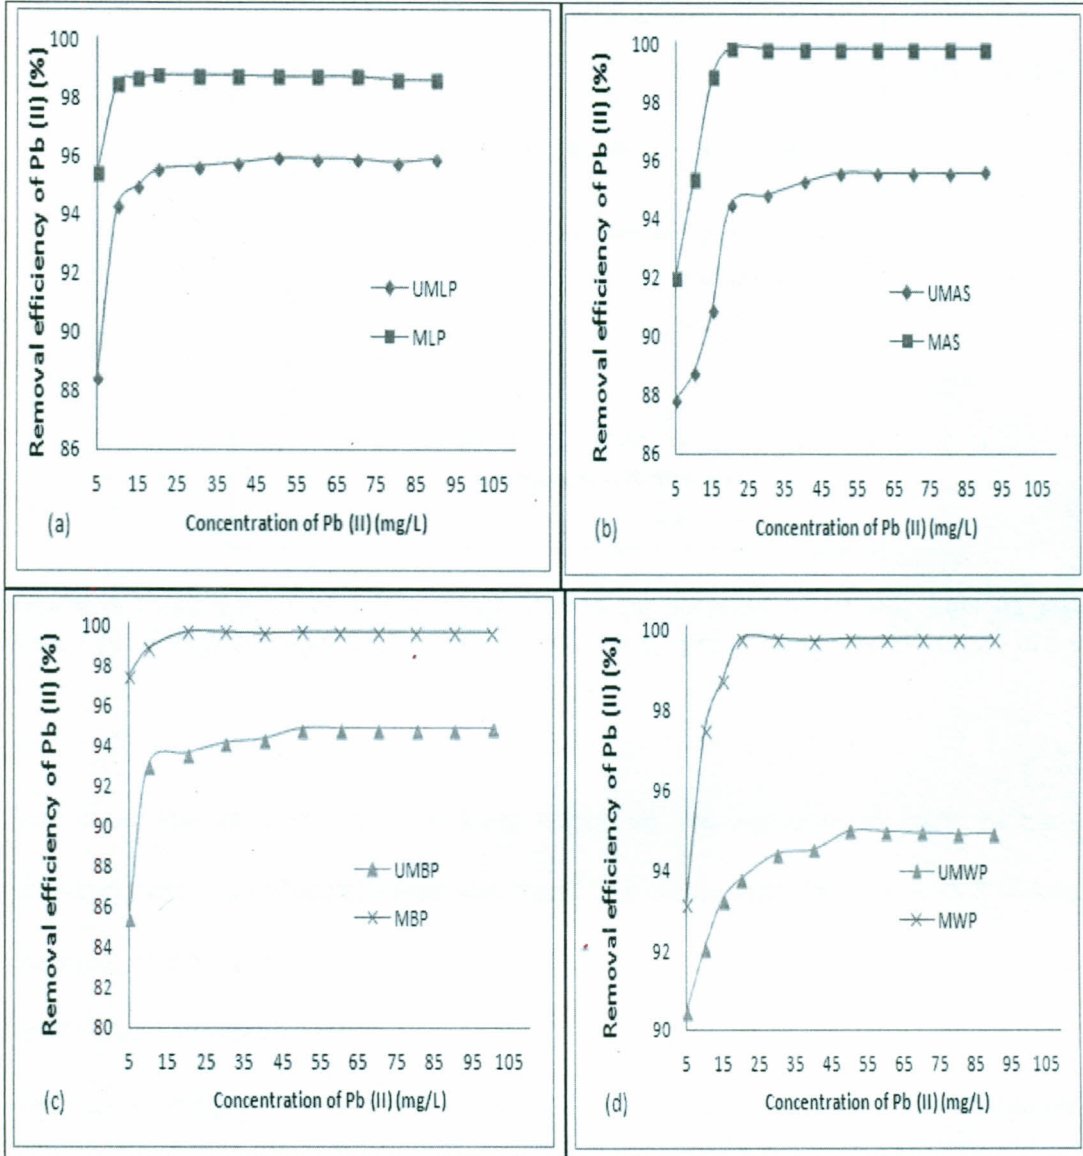 Removal efficiency of Pb (II) (%)
100
98
96
94
92
90
88
86
UMLP
MLP
5 15 25 35 45 55 65 75 85 95 105
(a)
Concentration of Pb (II) (mg/L)
Removal efficiency of Pb (II) (%)
100
98
96
94
92
90
88
86
UMAS
MAS
5 15 25 35 45 55 65 75 85 95 105
(b)
Concentration of Pb (II) (mg/L)
Removal efficiency of Pb (II) (%)
100
98
96
94
92
90
88
86
84
82
80
UMBP
MBP
5 15 25 35 45 55 65 75 85 95 105
(c)
Concentration of Pb (II) (mg/L)
Removal efficiency of Pb (II) (%)
100
98
96
94
92
90
UMWP
MWP
5 15 25 35 45 55 65 75 85 95 105
(d)
Concentration of Pb (II) (mg/L)